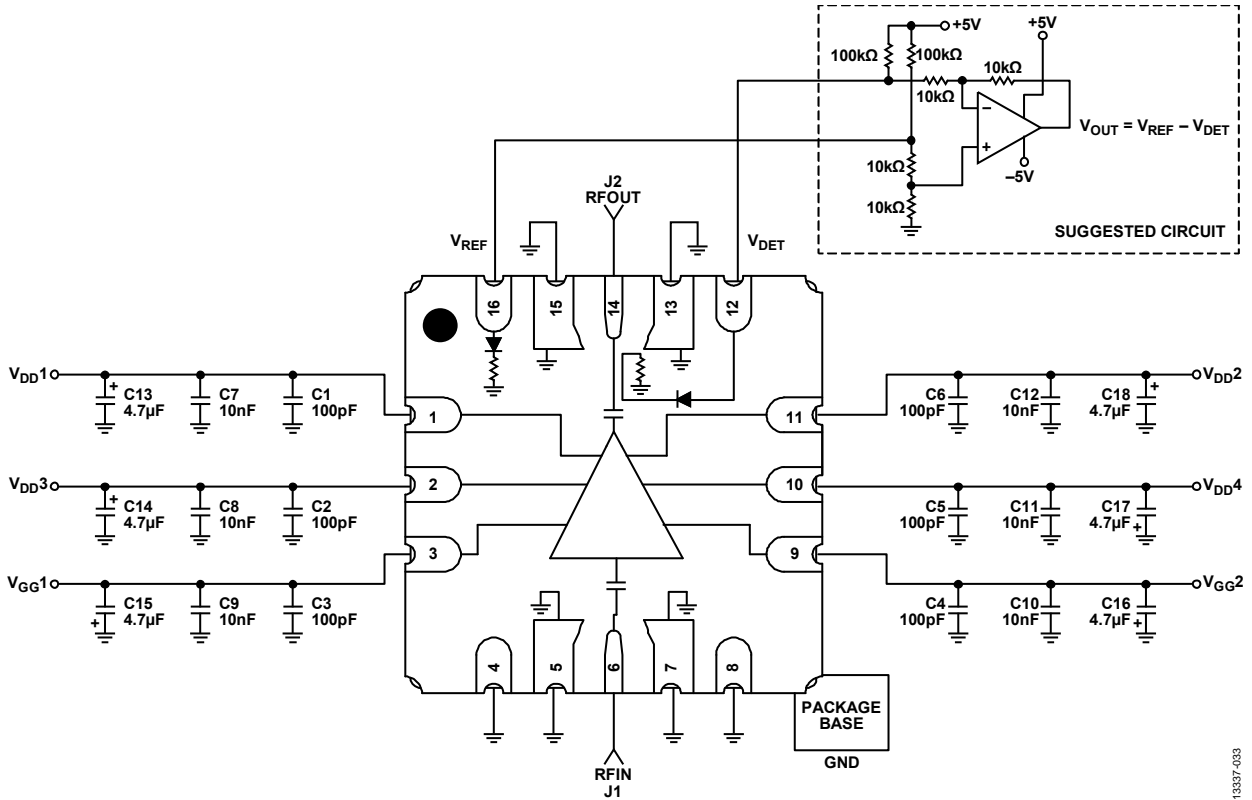 +5V
+5V
100kΩ
100kΩ
10kΩ
10kΩ
−
+
VOUT = VREF – VDET
–5V
10kΩ
10kΩ
SUGGESTED CIRCUIT
J2
RFOUT
VREF
VDET
16
15
14
13
12
VDD1
+
C13
4.7µF
C7
10nF
C1
100pF
1
11
C6
100pF
C12
10nF
C18
4.7µF
+
VDD2
VDD3
+
C14
4.7µF
C8
10nF
C2
100pF
2
10
C5
100pF
C11
10nF
C17
4.7µF
+
VDD4
VGG1
C15
4.7µF
+
C9
10nF
C3
100pF
3
9
C4
100pF
C10
10nF
C16
4.7µF
+
VGG2
4
5
6
7
8
PACKAGE
BASE
GND
RFIN
J1
13337-033